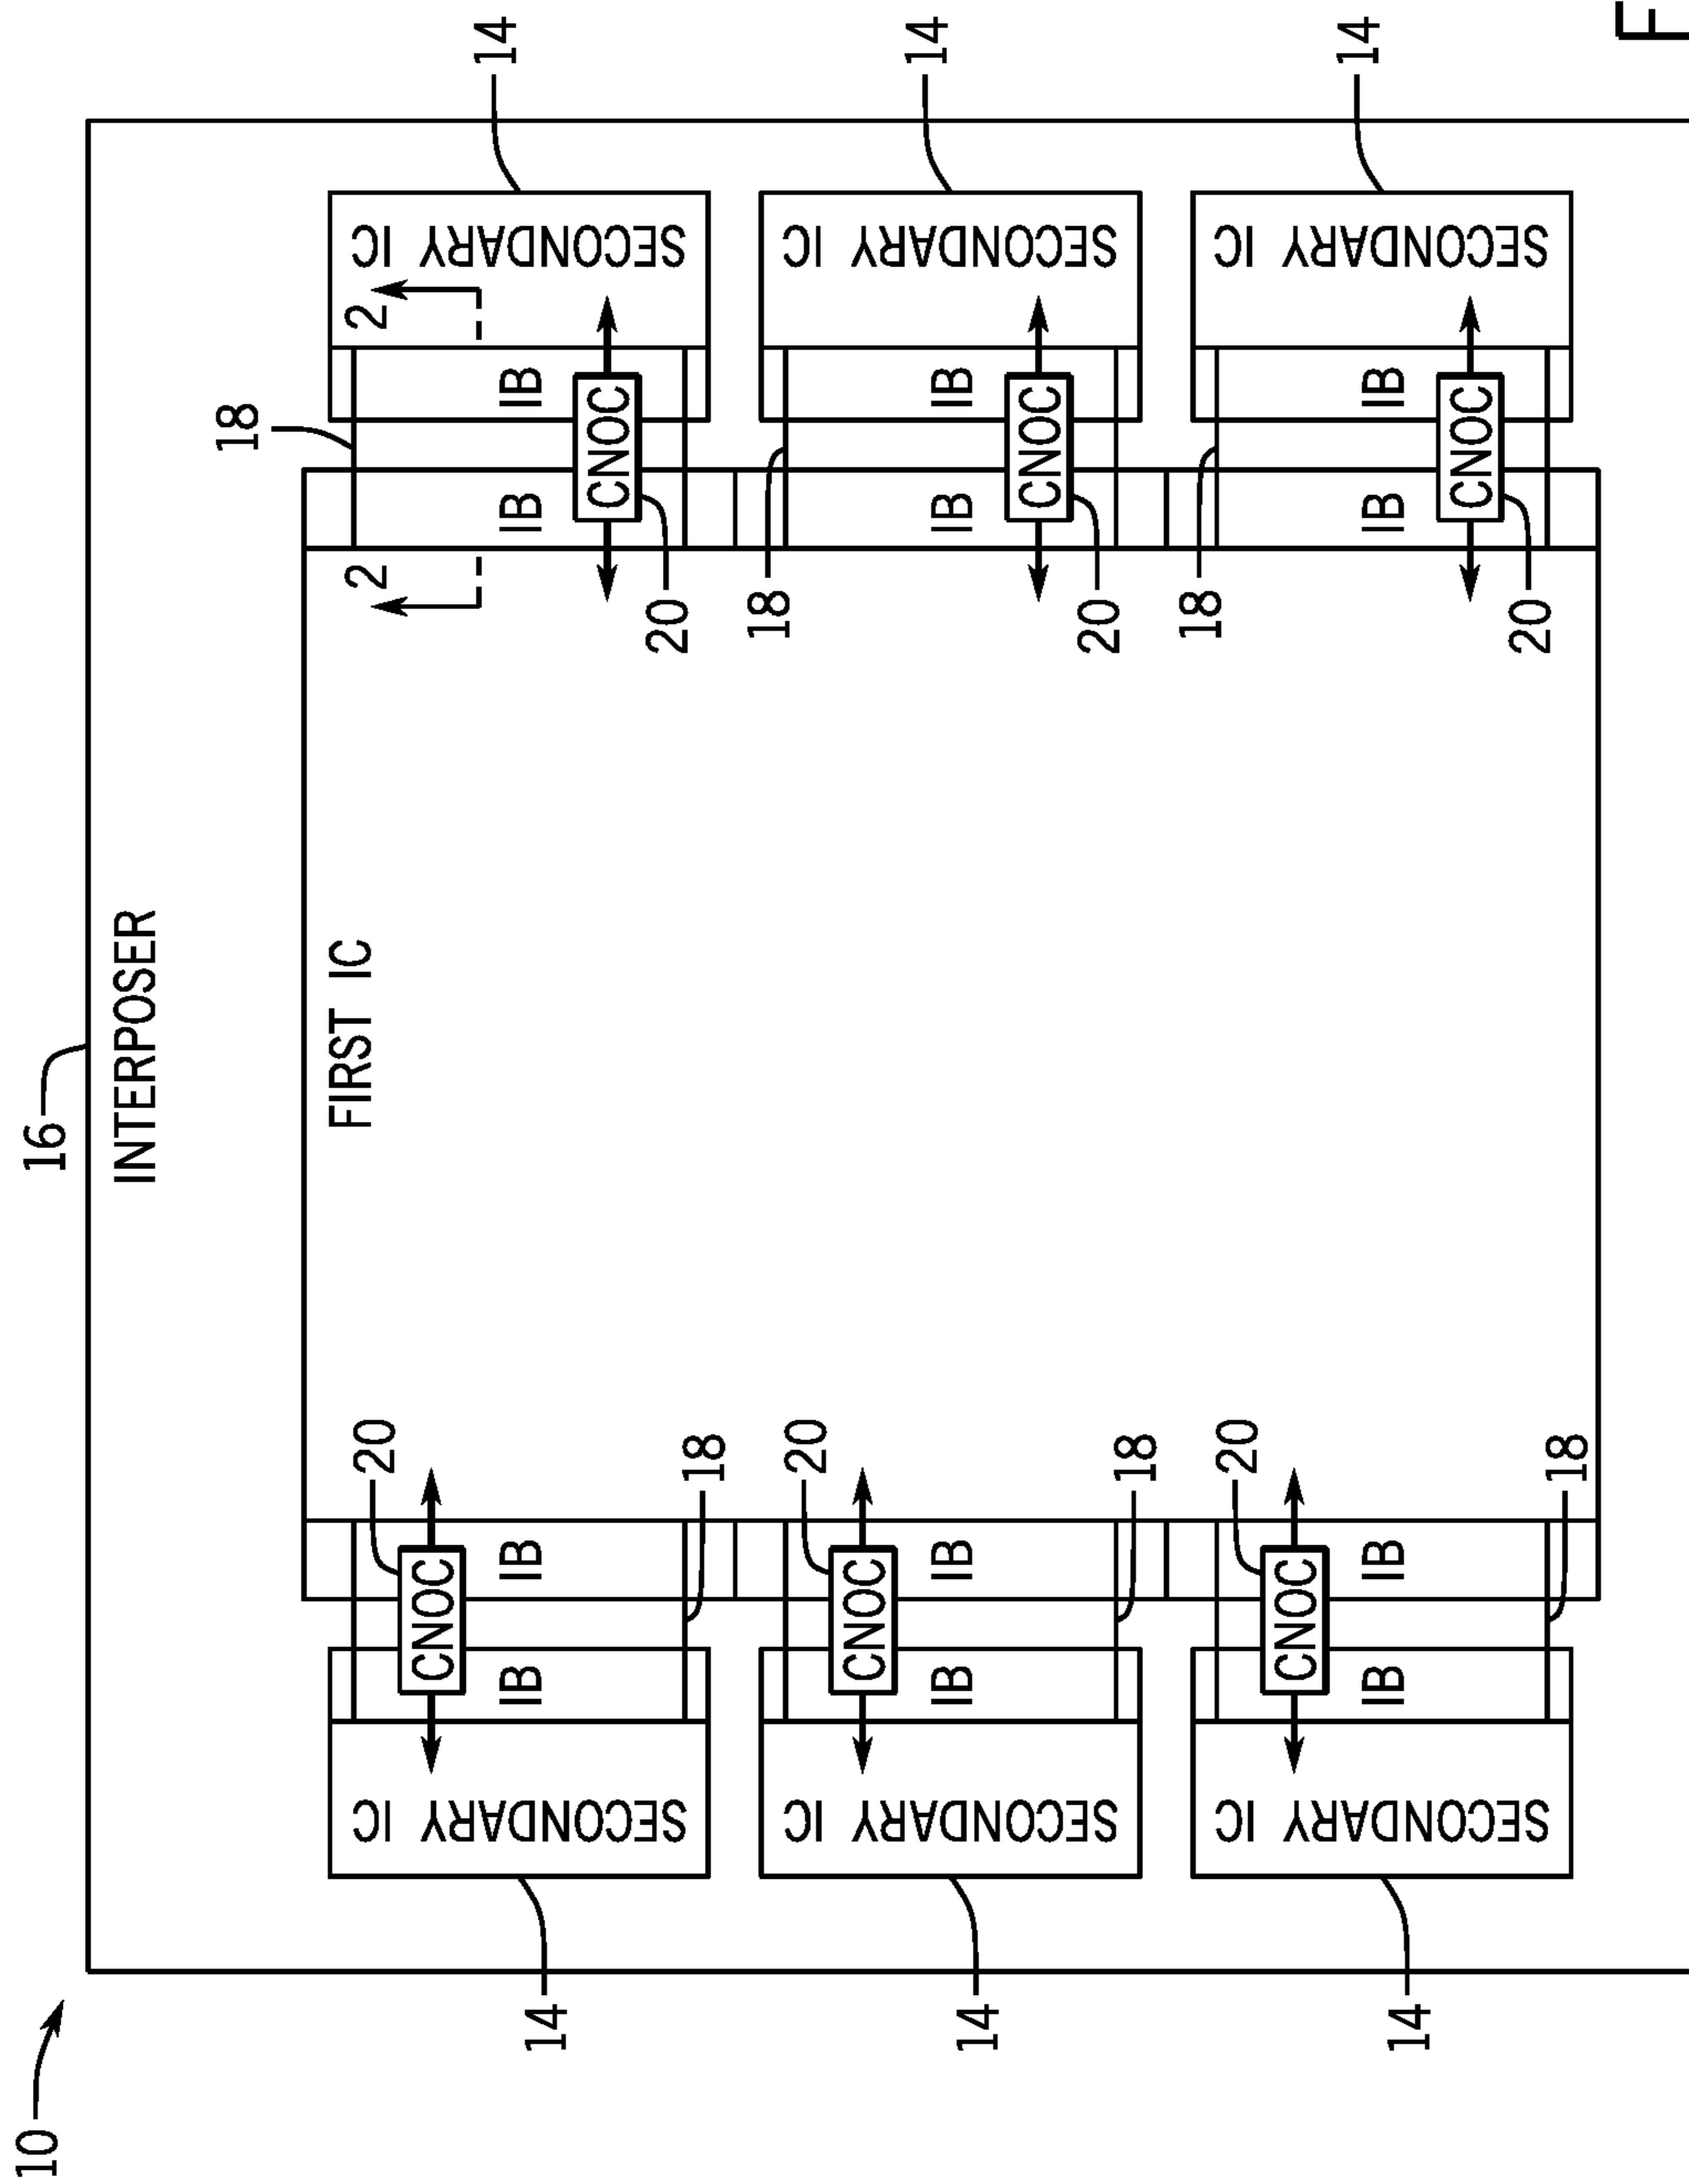 10
16
INTERPOSER
18
FIRST IC
20
2
2
SECONDARY IC
SECONDARY IC
CNOC
14
14
IB
IB
IB
IB
CNOC
18
20
20
18
SECONDARY IC
SECONDARY IC
CNOC
14
14
IB
IB
IB
IB
CNOC
18
20
20
18
SECONDARY IC
SECONDARY IC
CNOC
14
14
IB
IB
IB
IB
CNOC
18
20